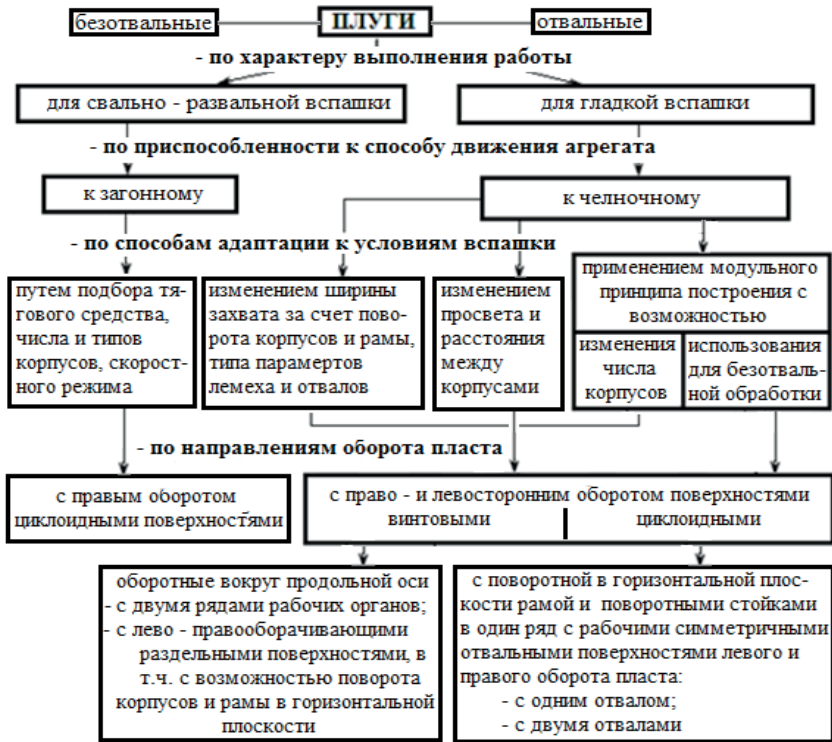 безотвальные
ПЛУГИ
отвальные
- по характеру выполнения работы
для свально - развальной вспашки
для гладкой вспашки
- по приспособленности к способу движения агрегата
к загонному
к челночному
- по способам адаптации к условиям вспашки
путем подбора тя-
гового средства,
числа и типов
корпусов, скорост-
ного режима
изменением ширины
захвата за счет пово-
рота корпусов и рамы,
типа парамертов
лемеха и отвалов
изменением
просвета и
расстояния
между
корпусами
применением модульного
принципа построения с
возможностью
изменения
числа
корпусов
использования
для безотваль-
ной обработки
- по направлениям оборота пласта
с правым оборотом
циклоидными поверхностями
с право - и левосторонним оборотом поверхностями
винтовыми
циклоидными
оборотные вокруг продольной оси
- с двумя рядами рабочих органов;
- с лево - правооборачивающими
раздельными поверхностями, в
т.ч. с возможностью поворота
корпусов и рамы в горизонтальной
плоскости
с поворотной в горизонтальной плос-
кости рамой и поворотными стойками
в один ряд с рабочими симметричными
отвальными поверхностями левого и
правого оборота пласта:
- с одним отвалом;
- с двумя отвалами